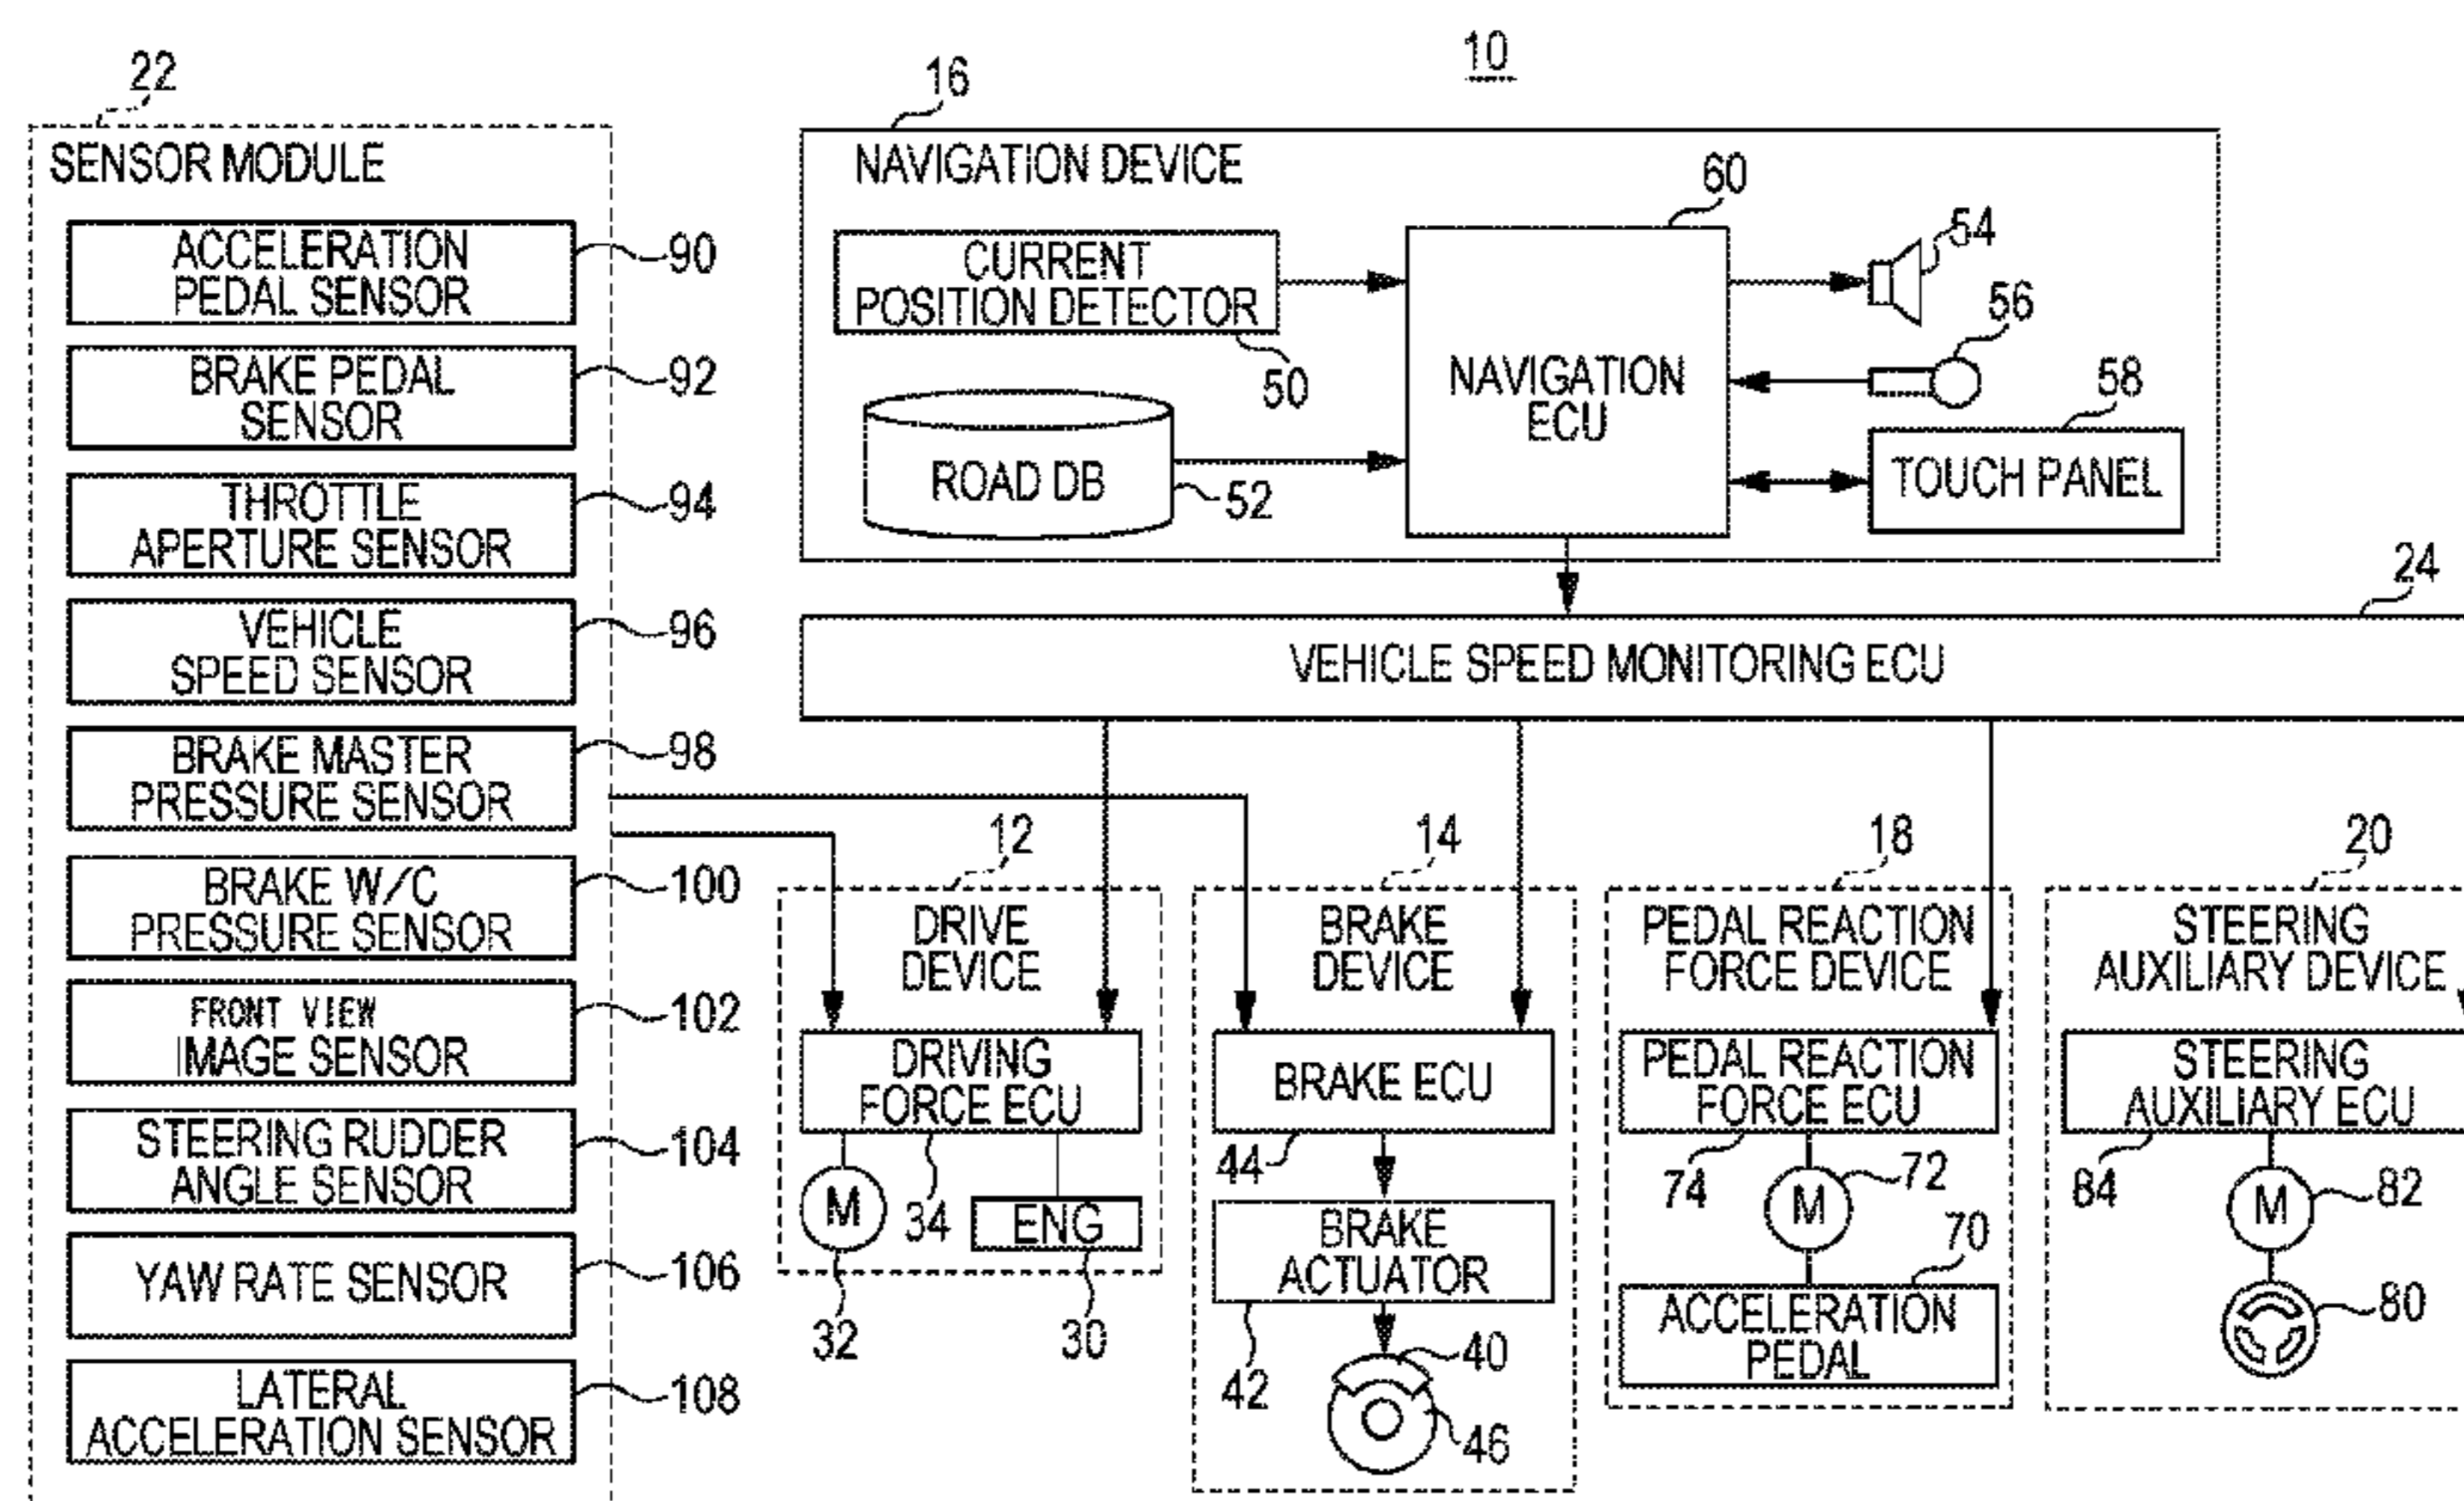 10
22
SENSOR MODULE
ACCELERATION
PEDAL SENSOR
90
BRAKE PEDAL
SENSOR
92
THROTTLE
APERTURE SENSOR
94
VEHICLE
SPEED SENSOR
96
BRAKE MASTER
PRESSURE SENSOR
98
BRAKE W/C
PRESSURE SENSOR
100
FRONT VIEW
IMAGE SENSOR
102
STEERING RUDDER
ANGLE SENSOR
104
YAW RATE SENSOR
106
LATERAL
ACCELERATION SENSOR
108
16
NAVIGATION DEVICE
CURRENT
POSITION DETECTOR
50
ROAD DB
52
60
NAVIGATION
ECU
54
56
58
TOUCH PANEL
24
VEHICLE SPEED MONITORING ECU
12
DRIVE
DEVICE
DRIVING
FORCE ECU
M
34
ENG
32
30
14
BRAKE
DEVICE
BRAKE ECU
44
BRAKE
ACTUATOR
42
40
46
18
PEDAL REACTION
FORCE DEVICE
PEDAL REACTION
FORCE ECU
74
M
72
70
ACCELERATION
PEDAL
20
STEERING
AUXILIARY DEVICE
STEERING
AUXILIARY ECU
84
M
82
80